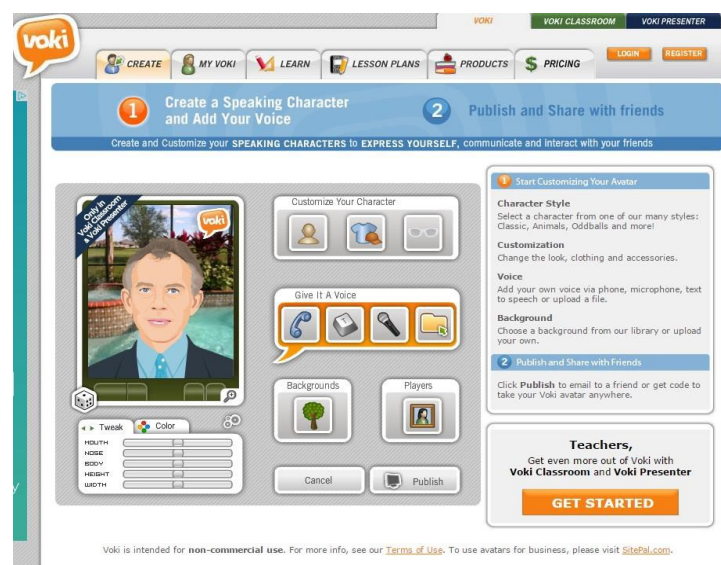 VOKI
VOKI CLASSROOM
VOKI PRESENTER
voki
CREATE
MY VOKI
LEARN
LESSON PLANS
PRODUCTS
$ PRICING
LOGIN
REGISTER
1 Create a Speaking Character
and Add Your Voice
2 Publish and Share with friends
Create and Customize your SPEAKING CHARACTERS to EXPRESS YOURSELF, communicate and interact with your friends
Only in
Voki Classroom
& Voki Presenter
voki
Tweak
Color
MOUTH
NOSE
BODY
HEIGHT
WIDTH
Customize Your Character
Give It A Voice
Backgrounds
Players
Cancel
Publish
1 Start Customizing Your Avatar
Character Style
Select a character from one of our many styles:
Classic, Animals, Oddballs and more!
Customization
Change the look, clothing and accessories.
Voice
Add your own voice via phone, microphone, text
to speech or upload a file.
Background
Choose a background from our library or upload
your own.
2 Publish and Share with Friends
Click Publish to email to a friend or get code to
take your Voki avatar anywhere.
Teachers,
Get even more out of Voki with
Voki Classroom and Voki Presenter
GET STARTED
y
Voki is intended for non-commercial use. For more info, see our Terms of Use. To use avatars for business, please visit SitePal.com.